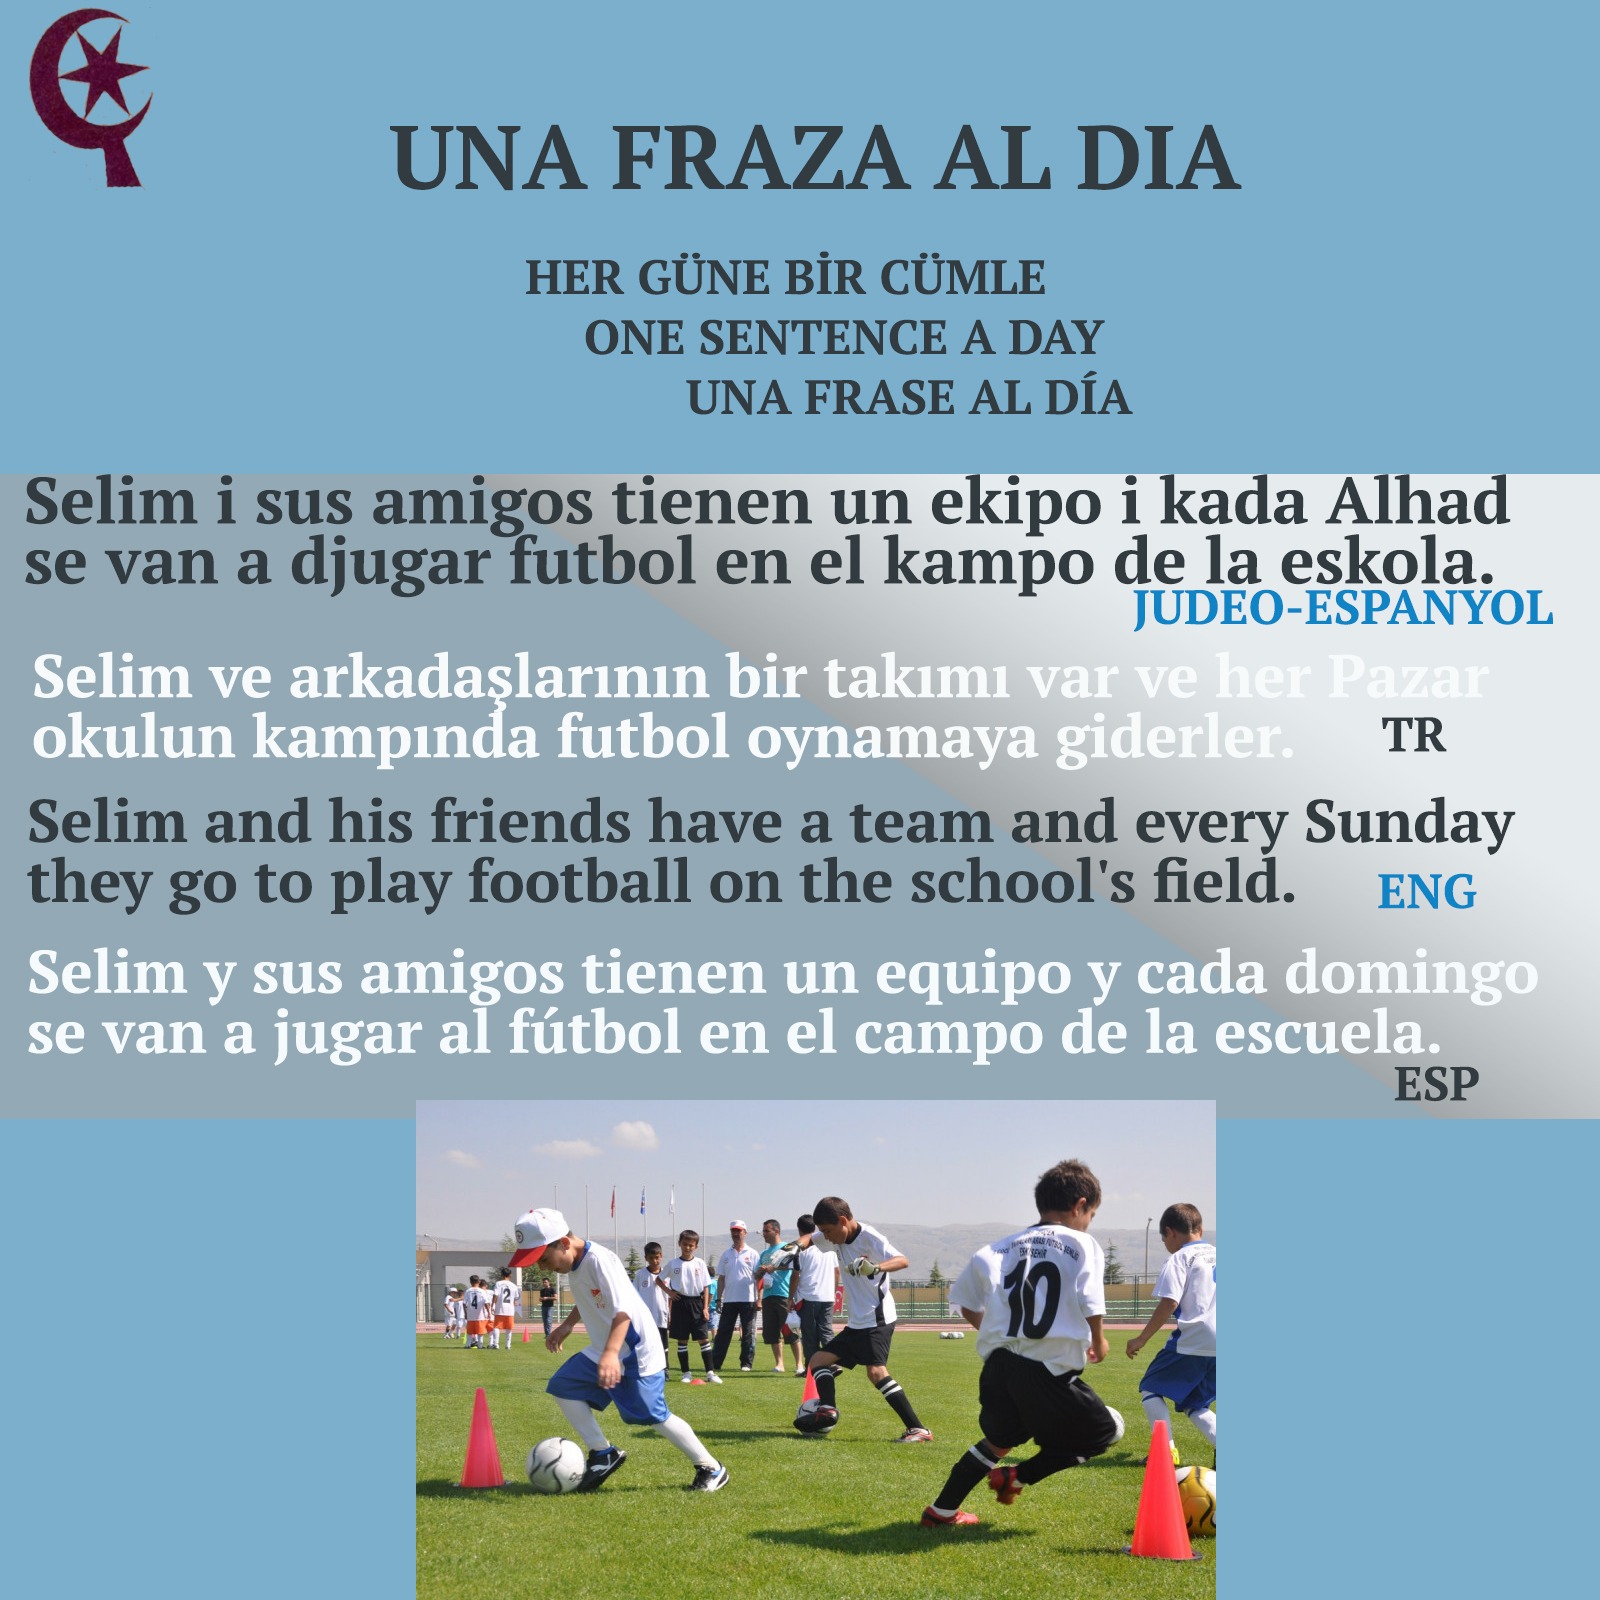 UNA FRAZA AL DIA
HER GÜNE BİR CÜMLE
ONE SENTENCE A DAY
UNA FRASE AL DÍA
Selim i sus amigos tienen un ekipo i kada Alhad
se van a djugar futbol en el kampo de la eskola.
JUDEO-ESPANYOL
Selim ve arkadaşlarının bir takımı var ve her Pazar
okulun kampında futbol oynamaya giderler.
TR
Selim and his friends have a team and every Sunday
they go to play football on the school's field.
ENG
Selim y sus amigos tienen un equipo y cada domingo
se van a jugar al fútbol en el campo de la escuela.
ESP
4
2
ESKİŞEHİR
10